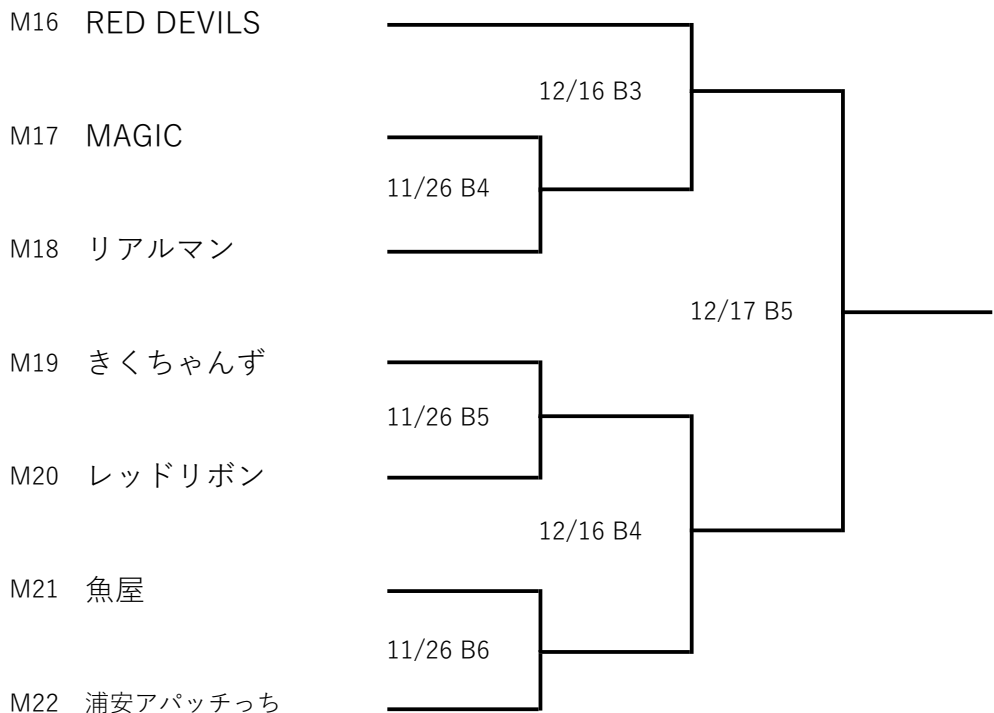 M16 RED DEVILS
12/16 B3
M17 MAGIC
11/26 B4
M18 リアルマン
12/17 B5
M19 きくちゃんず
11/26 B5
M20 レッドリボン
12/16 B4
M21 魚屋
11/26 B6
M22 浦安アパッチっち